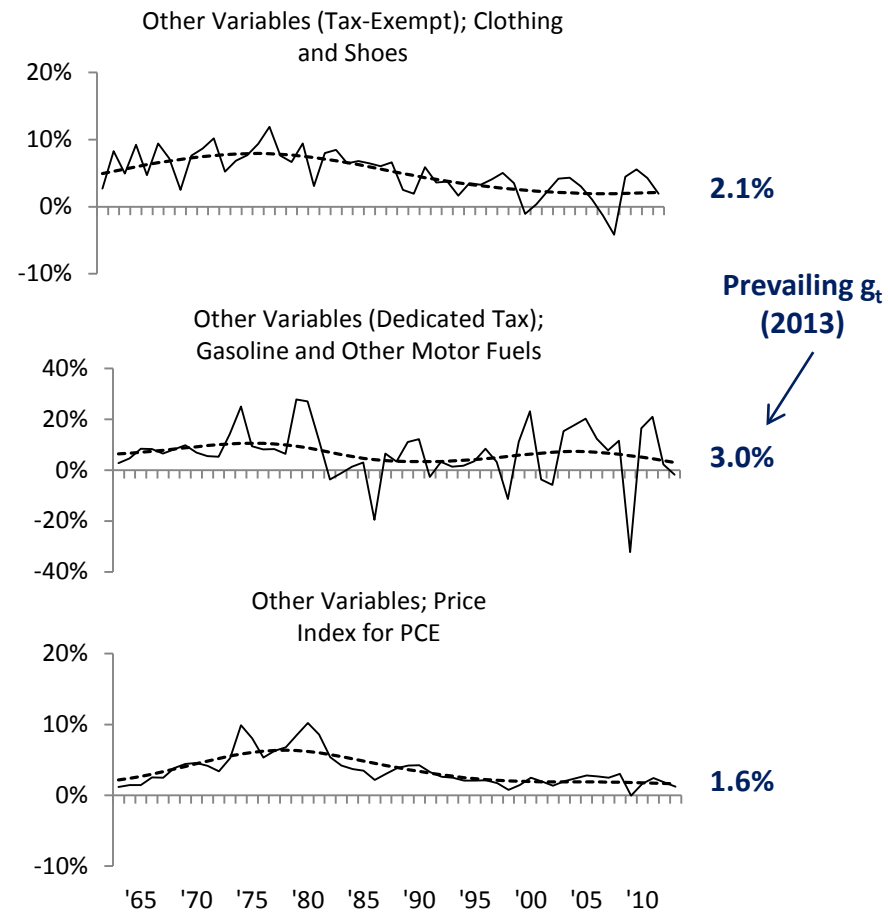 Other Variables (Tax-Exempt); Clothing
and Shoes
20%
10%
0%
-10%
2.1%
Prevailing gt
(2013)
Other Variables (Dedicated Tax);
Gasoline and Other Motor Fuels
40%
20%
0%
-20%
-40%
3.0%
Other Variables; Price
Index for PCE
20%
10%
0%
-10%
1.6%
'65 '70 '75 '80 '85 '90 '95 '00 '05 '10